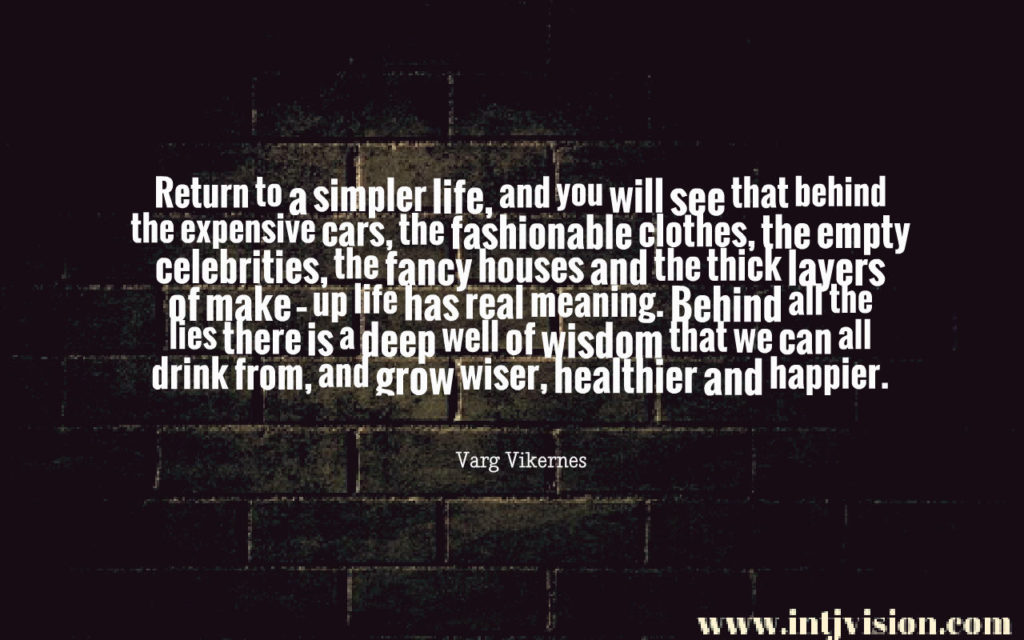 Return to a simpler life, and you will see that behind
the expensive cars, the fashionable clothes, the empty
celebrities, the fancy houses and the thick layers
of make - up life has real meaning. Behind all the
lies there is a deep well of wisdom that we can all
drink from, and grow wiser, healthier and happier.
Varg Vikernes
www.intjvision.com